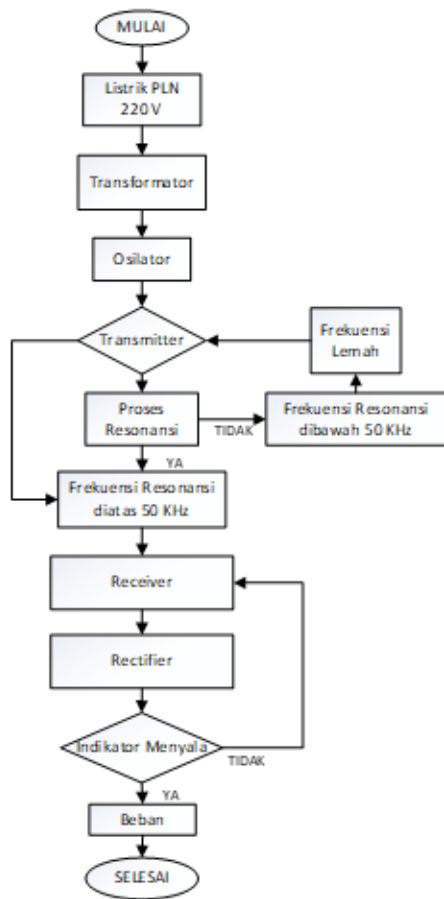 MULAI
Listrik PLN
220 V
Transformator
Osilator
Transmitter
Frekuensi
Lemah
Proses
Resonansi
TIDAK
Frekuensi Resonansi
dibawah 50 KHz
YA
Frekuensi Resonansi
diatas 50 KHz
Receiver
Rectifier
Indikator Menyala
TIDAK
YA
Beban
SELESAI